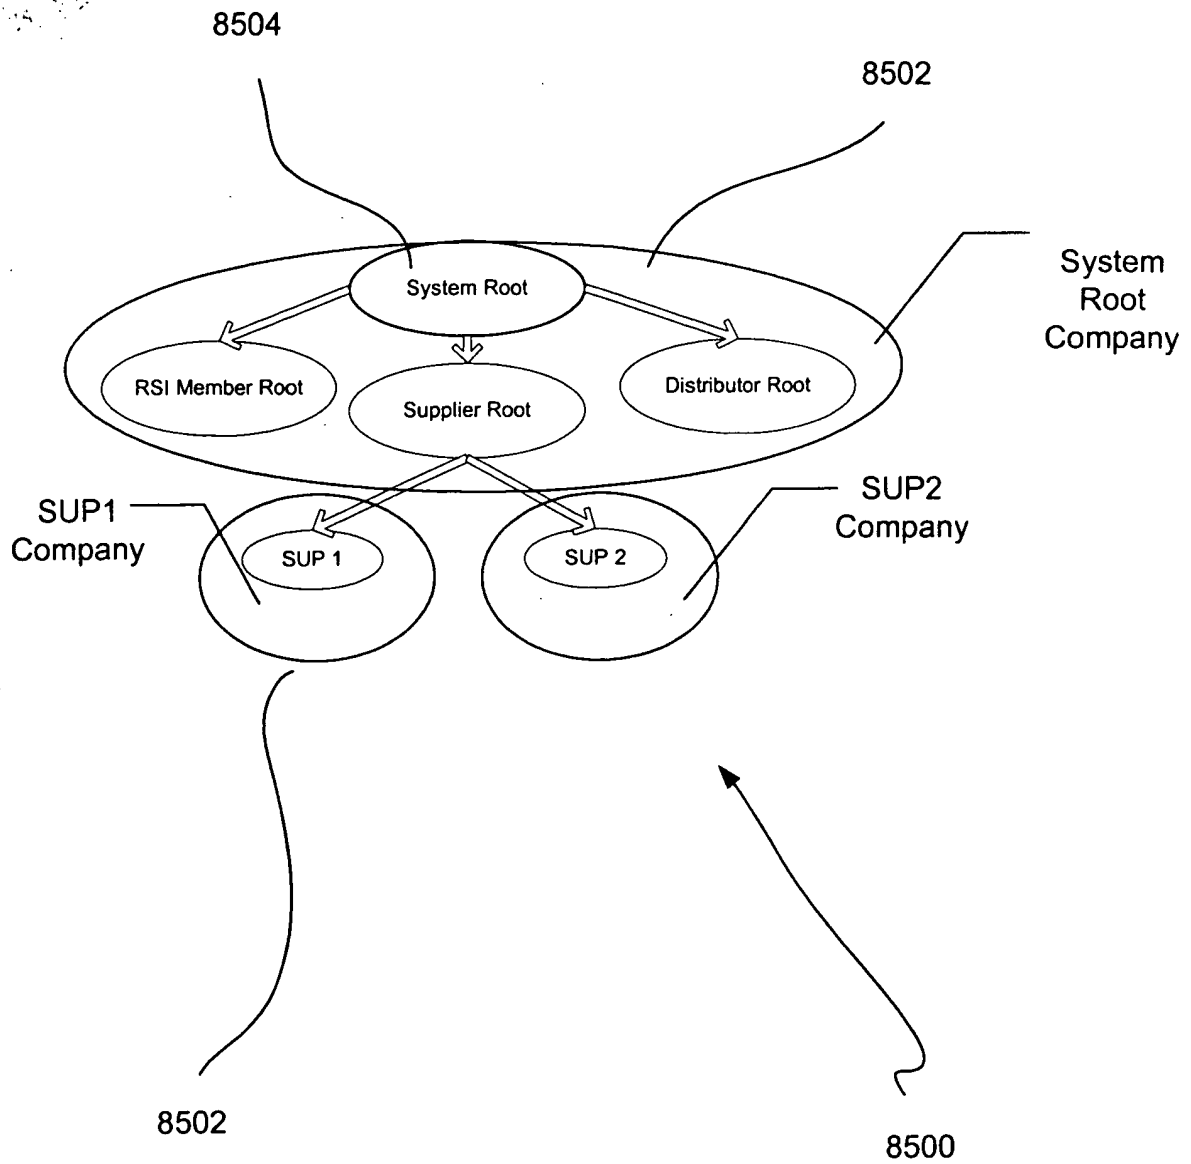 8504
8502
System
Root
Company
System Root
RSI Member Root
Supplier Root
Distributor Root
SUP1
Company
SUP2
Company
SUP 1
SUP 2
8502
8500